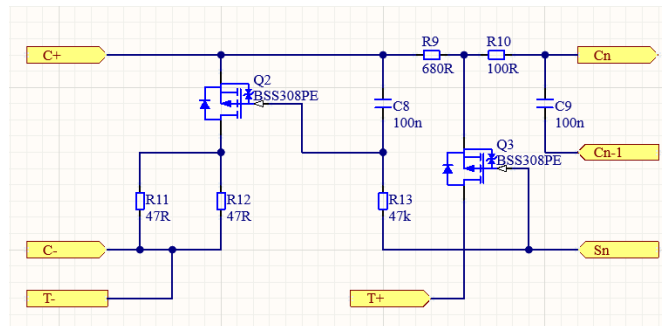 C+
R9
680R
R10
100R
Cn
Q2
BSS308PE
C8
100n
C9
100n
Q3
BSS308PE
Cn-1
R11
47R
R12
47R
R13
47k
C-
Sn
T-
T+